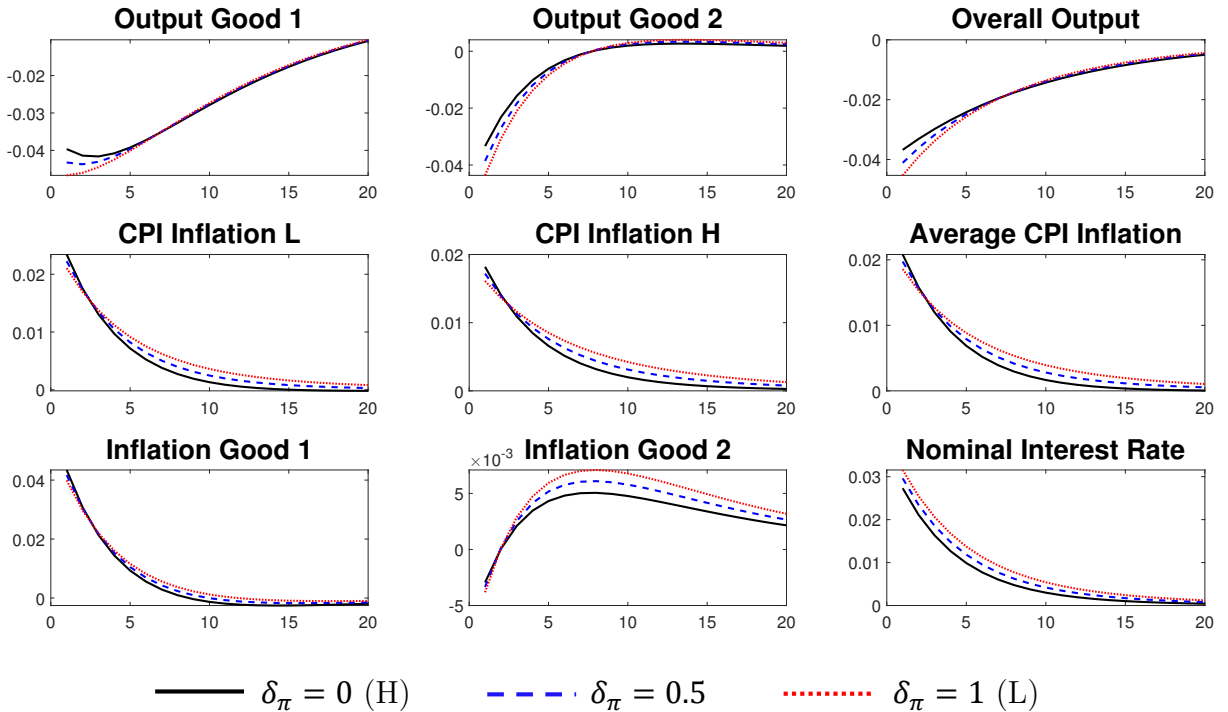 Output Good 1 Output Good 2 Overall Output
-0.02 -0.03 -0.04
0 5 10 15 20
0 -0.02 -0.04
0 5 10 15 20
0 -0.02 -0.04
0 5 10 15 20
CPI Inflation L CPI Inflation H Average CPI Inflation
0.02 0.01 0
0 5 10 15 20
0.02 0.01 0
0 5 10 15 20
0.02 0.01 0
0 5 10 15 20
Inflation Good 1 Inflation Good 2 Nominal Interest Rate
0.04 0.02 0
0 5 10 15 20
×10⁻³
5 0 -5
0 5 10 15 20
0.03 0.02 0.01 0
0 5 10 15 20
δπ = 0 (H) δπ = 0.5 δπ = 1 (L)